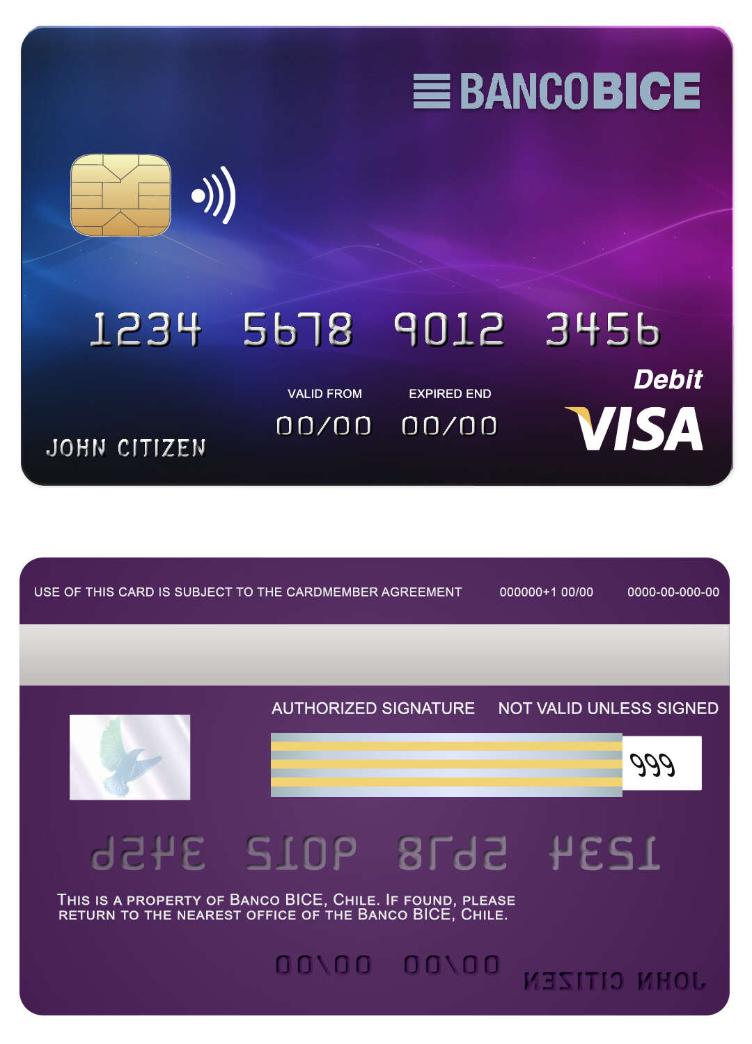 BANCOBICE
1234 5678 9012 3456
Debit
VALID FROM EXPIRED END
00/00 00/00
VISA
JOHN CITIZEN
USE OF THIS CARD IS SUBJECT TO THE CARDMEMBER AGREEMENT 000000+1 00/00 0000-00-000-00
AUTHORIZED SIGNATURE NOT VALID UNLESS SIGNED
999
1234 5678 9012 3456
THIS IS A PROPERTY OF BANCO BICE, CHILE. IF FOUND, PLEASE
RETURN TO THE NEAREST OFFICE OF THE BANCO BICE, CHILE.
00/00 00/00
JOHN CITIZEN